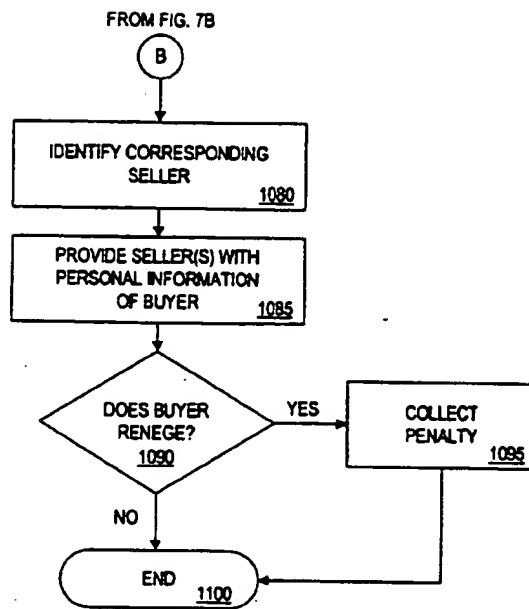 FROM FIG. 7B
B
IDENTIFY CORRESPONDING
SELLER
1080
PROVIDE SELLER(S) WITH
PERSONAL INFORMATION
OF BUYER
1085
DOES BUYER
RENEGE?
1090
YES
COLLECT
PENALTY
1095
NO
END
1100